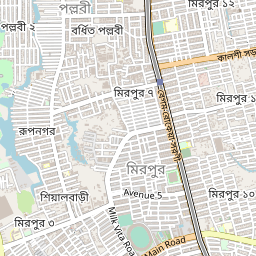 পল্লবী
মিরপুর ১২
পল্লবী ২
বর্ধিত পল্লবী
কালশী সড়
মিরপুর ৭
মিরপুর ১
বেগম রোকেয়া সরণী
রূপনগর
মিরপুর
শিয়ালবাড়ী
Avenue 5
মিরপুর ১০
মিরপুর ৩
Milk Vita Road
Main Road